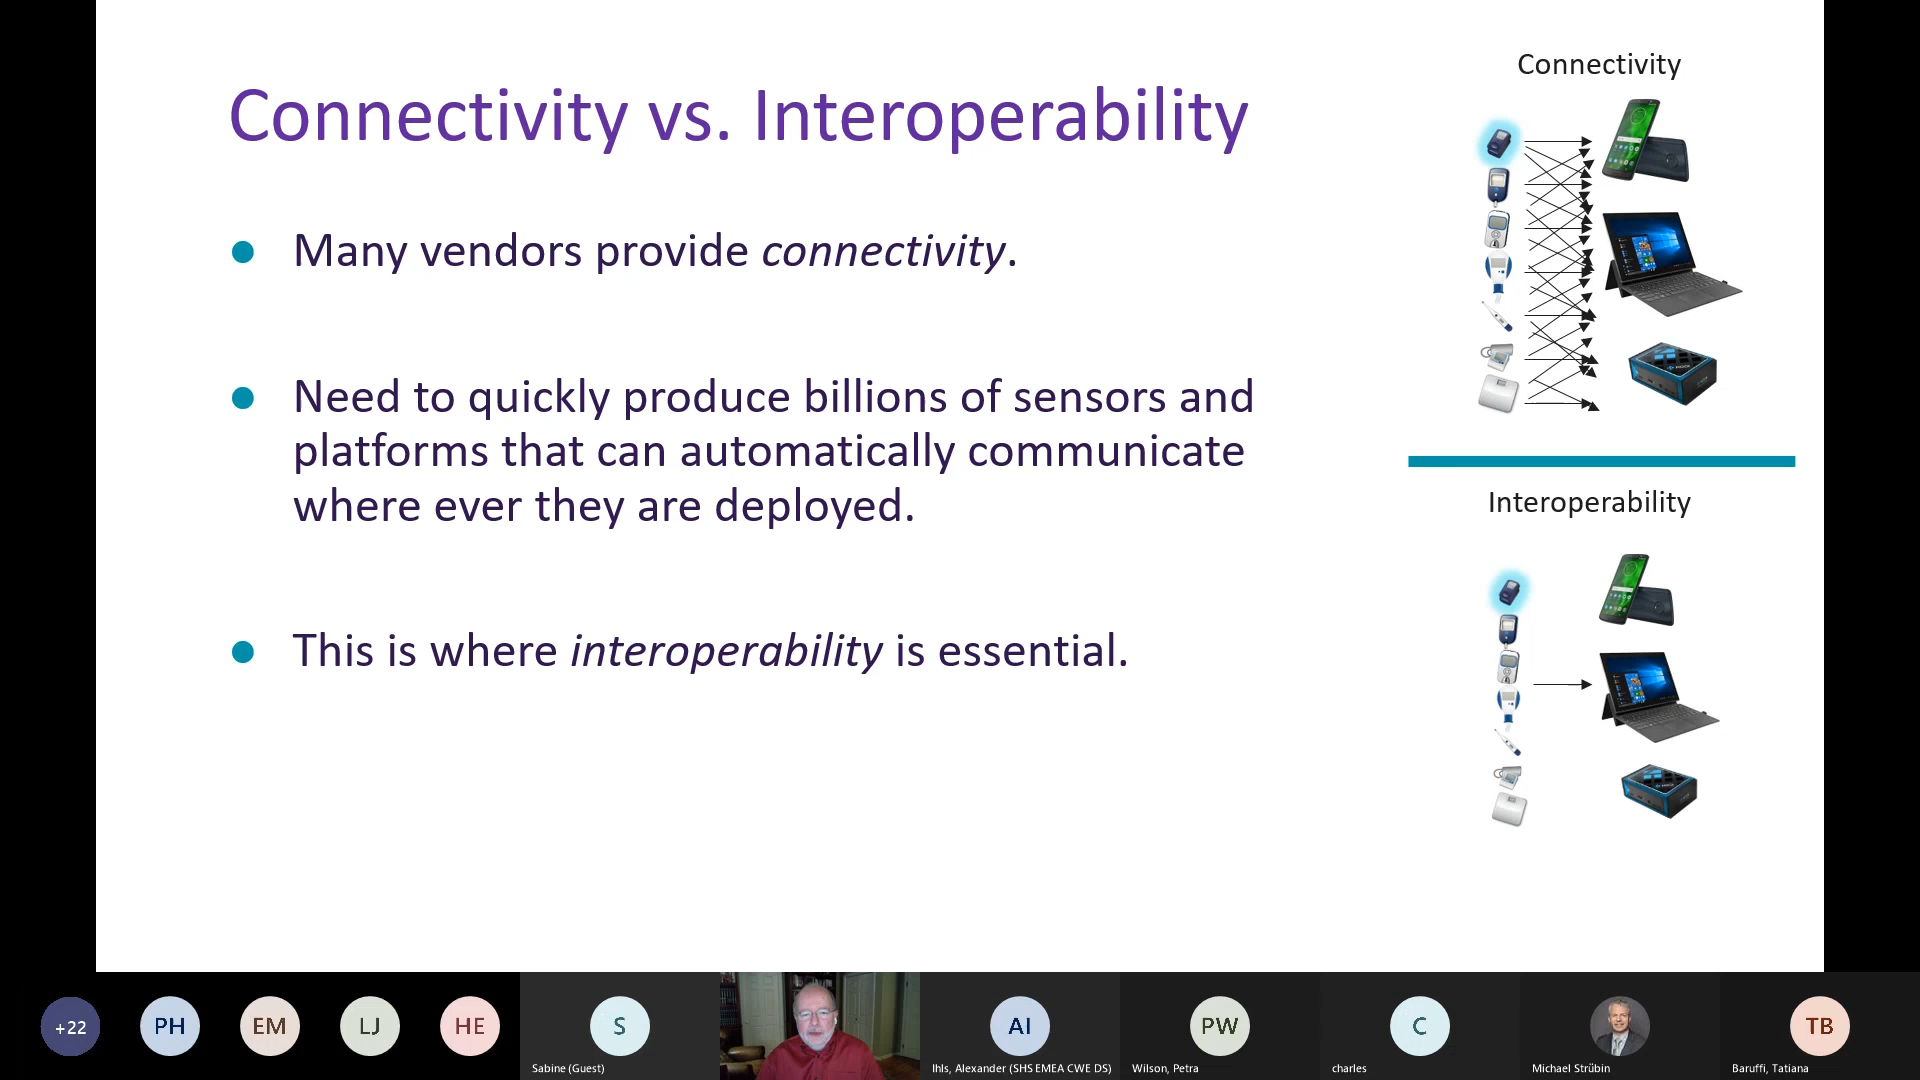 Connectivity vs. Interoperability
Many vendors provide connectivity.
Need to quickly produce billions of sensors and
platforms that can automatically communicate
where ever they are deployed.
This is where interoperability is essential.
Connectivity
Interoperability
+22
PH
EM
LJ
HE
S
Sabine (Guest)
AI
Ihls, Alexander (SHS EMEA CWE DS)
PW
Wilson, Petra
C
charles
Michael Strübin
TB
Baruffi, Tatiana